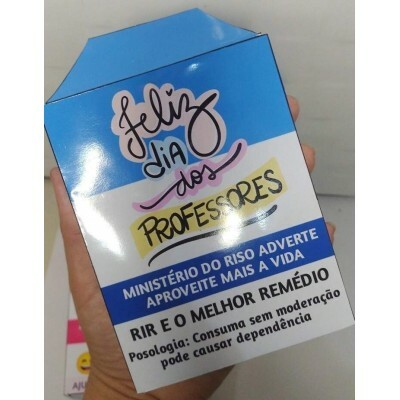 Feliz
dia
dos
PROFESSORES
MINISTÉRIO DO RISO ADVERTE
APROVEITE MAIS A VIDA
RIR E O MELHOR REMÉDIO
Posologia: Consuma sem moderação
pode causar dependência
AJU